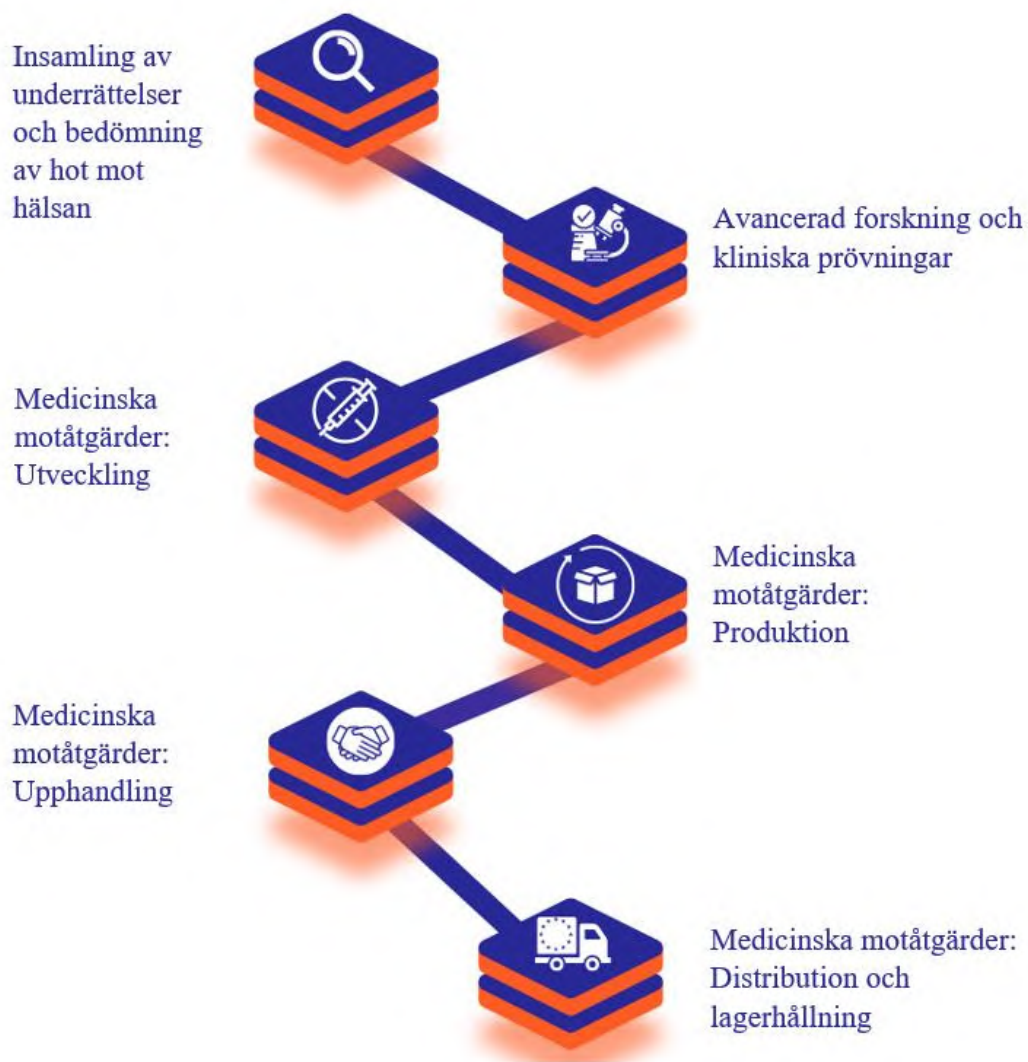 Insamling av
underrättelser
och bedömning
av hot mot
hälsan
Avancerad forskning och
kliniska prövningar
Medicinska
motåtgärder:
Utveckling
Medicinska
motåtgärder:
Produktion
Medicinska
motåtgärder:
Upphandling
Medicinska motåtgärder:
Distribution och
lagerhållning